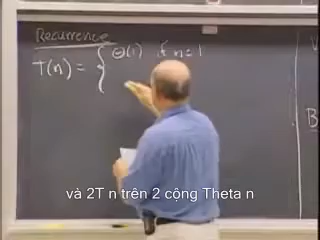 Recurrence
T(n) = { Θ(1) if n=1
V
B
và 2T n trên 2 cộng Theta n